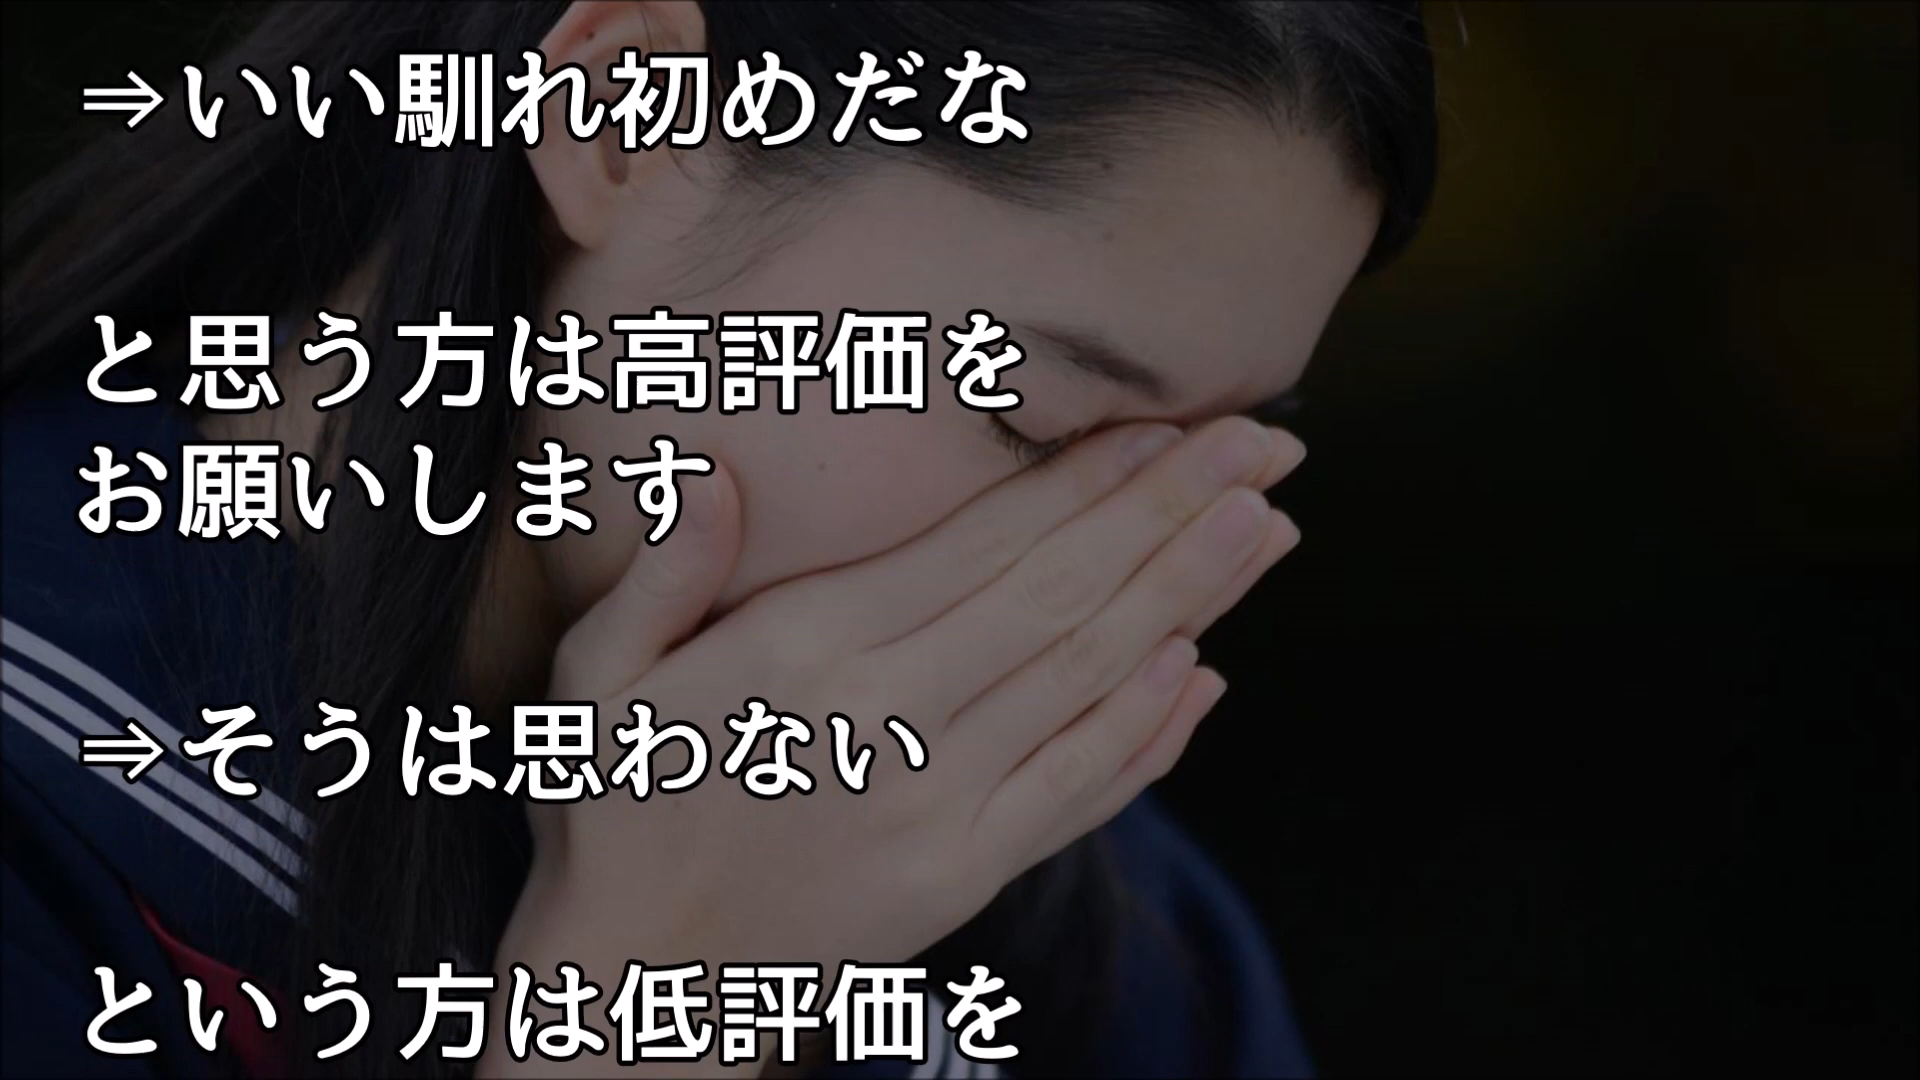 ⇒いい馴れ初めだな
と思う方は高評価を
お願いします
⇒そうは思わない
という方は低評価を